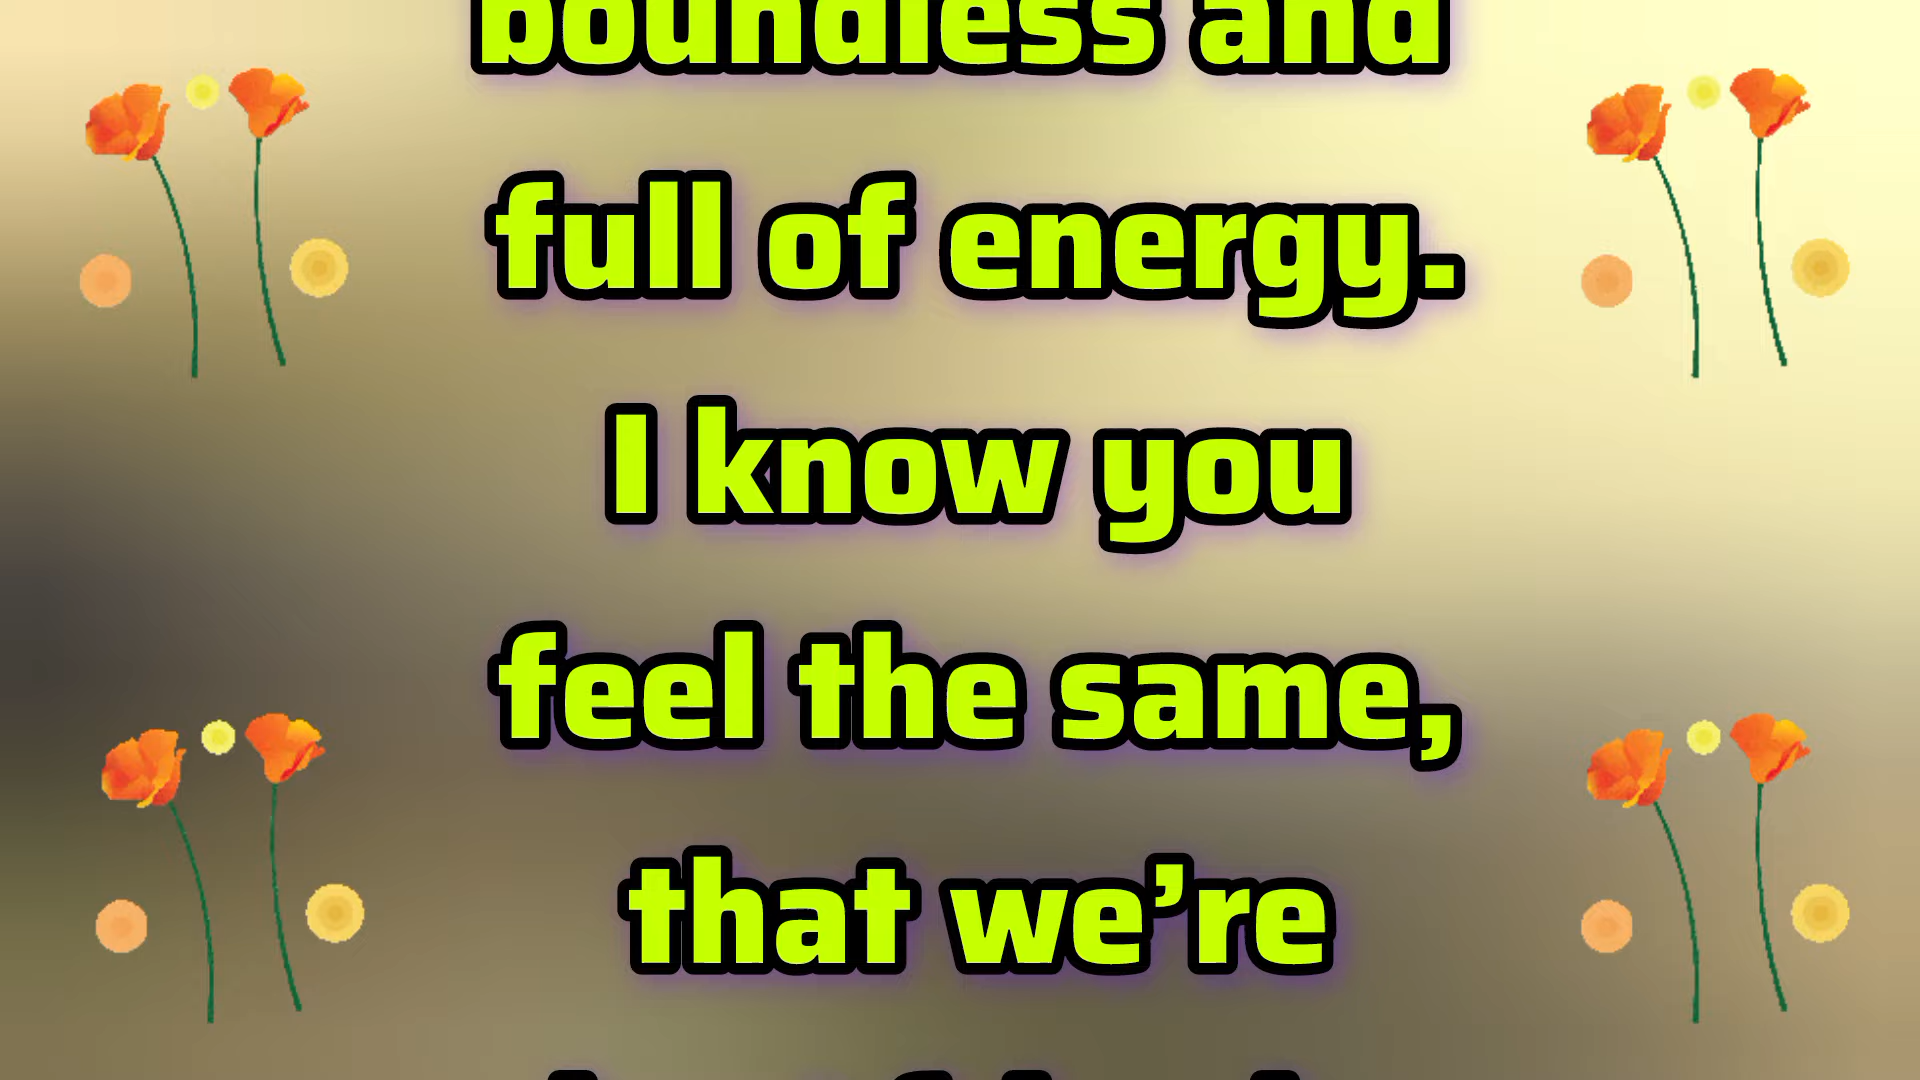 boundless and
full of energy.
I know you
feel the same,
that we’re